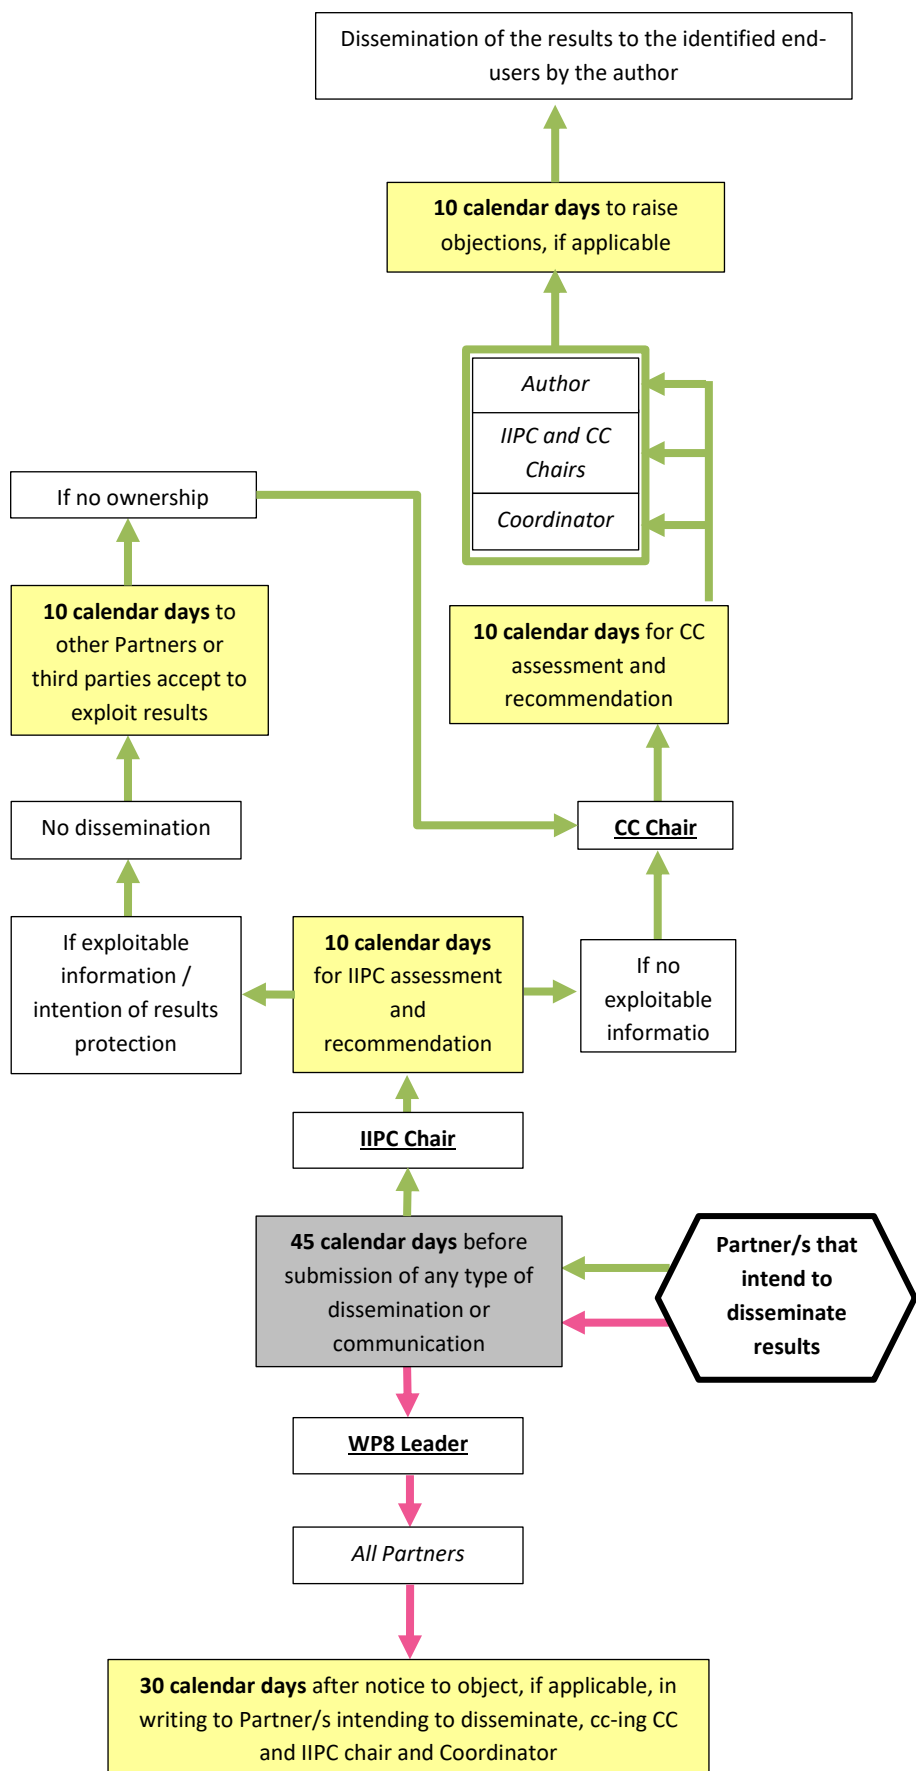 Dissemination of the results to the identified end-
users by the author
10 calendar days to raise
objections, if applicable
Author
IIPC and CC
Chairs
Coordinator
If no ownership
10 calendar days to
other Partners or
third parties accept to
exploit results
10 calendar days for CC
assessment and
recommendation
No dissemination
CC Chair
If exploitable
information /
intention of results
protection
10 calendar days
for IIPC assessment
and
recommendation
If no
exploitable
informatio
IIPC Chair
45 calendar days before
submission of any type of
dissemination or
communication
Partner/s that
intend to
disseminate
results
WP8 Leader
All Partners
30 calendar days after notice to object, if applicable, in
writing to Partner/s intending to disseminate, cc-ing CC
and IIPC chair and Coordinator